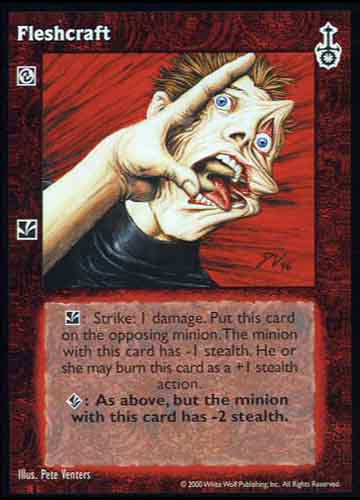 Fleshcraft
PV 96
: Strike: 1 damage. Put this card
on the opposing minion. The minion
with this card has -1 stealth. He or
she may burn this card as a +1 stealth
action.
: As above, but the minion
with this card has -2 stealth.
Illus. Pete Venters
© 2000 White Wolf Publishing, Inc. All Rights Reserved.